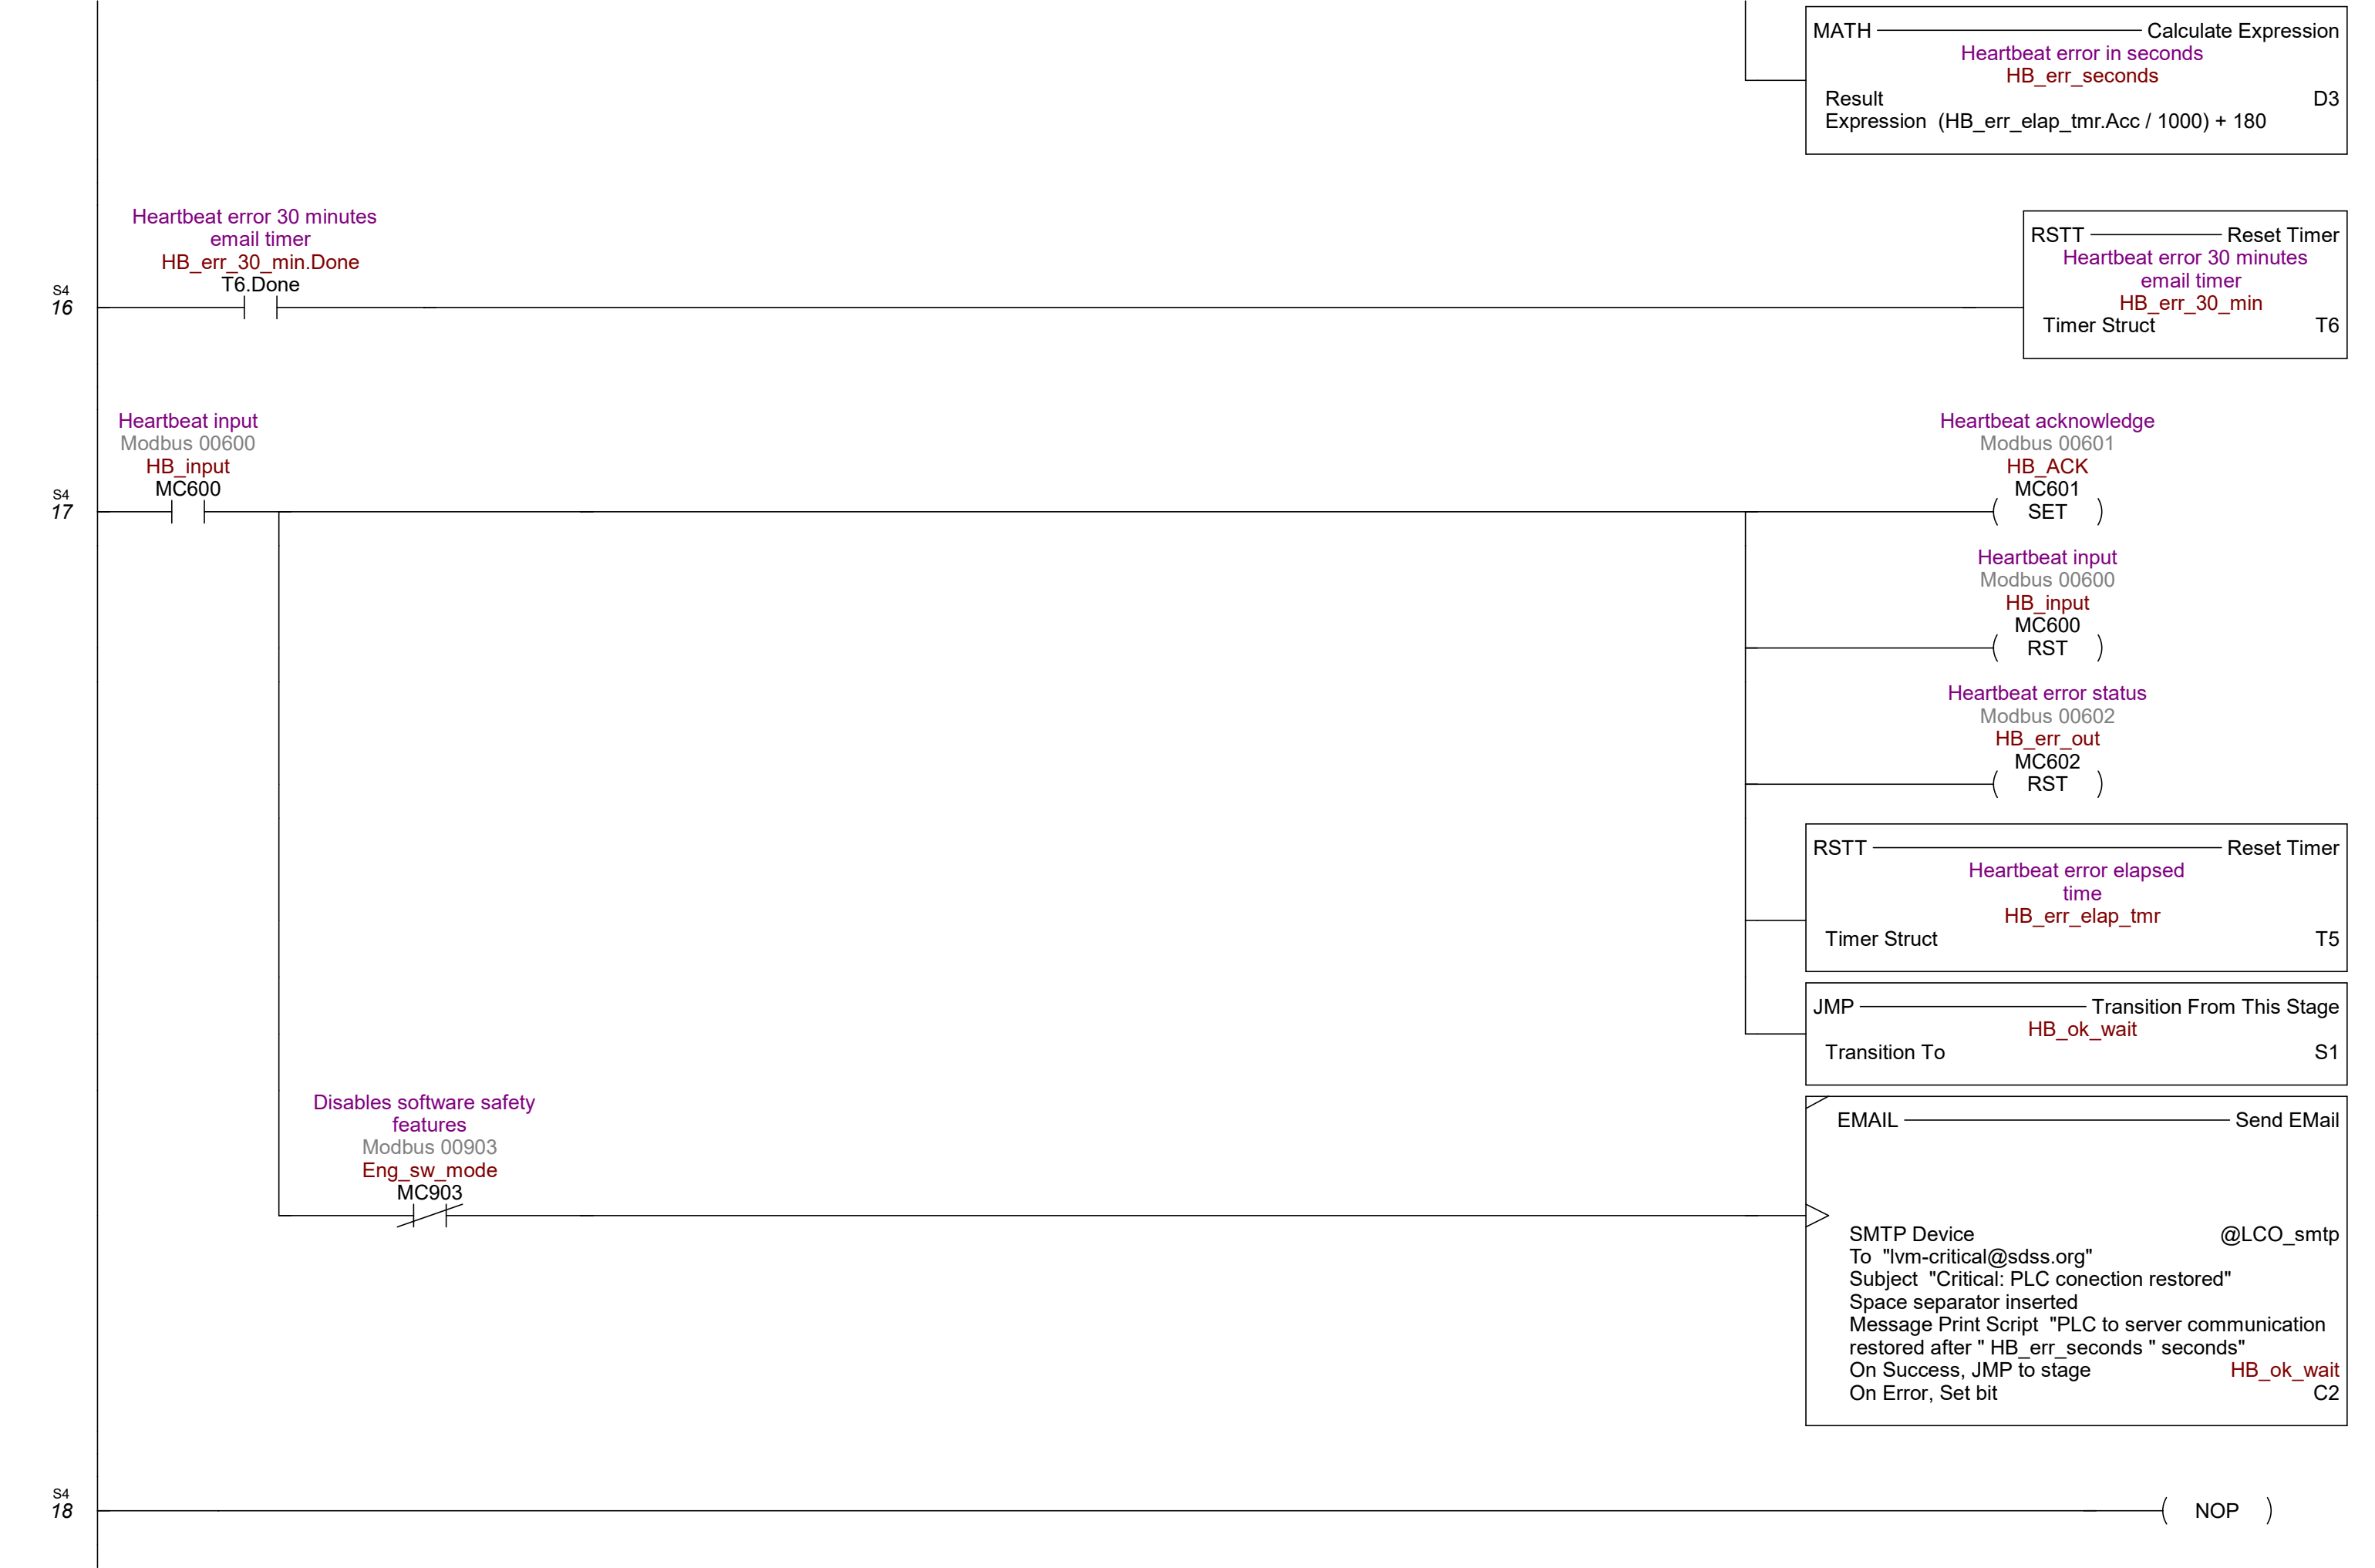 MATH Calculate Expression
Heartbeat error in seconds
HB_err_seconds
Result D3
Expression (HB_err_elap_tmr.Acc / 1000) + 180
Heartbeat error 30 minutes
email timer
HB_err_30_min.Done
T6.Done
S4
16
RSTT Reset Timer
Heartbeat error 30 minutes
email timer
HB_err_30_min
Timer Struct T6
Heartbeat input
Modbus 00600
HB_input
MC600
S4
17
Heartbeat acknowledge
Modbus 00601
HB_ACK
MC601
SET
Heartbeat input
Modbus 00600
HB_input
MC600
RST
Heartbeat error status
Modbus 00602
HB_err_out
MC602
RST
RSTT Reset Timer
Heartbeat error elapsed
time
HB_err_elap_tmr
Timer Struct T5
JMP Transition From This Stage
HB_ok_wait
Transition To S1
Disables software safety
features
Modbus 00903
Eng_sw_mode
MC903
EMAIL Send EMail
SMTP Device @LCO_smtp
To "lvm-critical@sdss.org"
Subject "Critical: PLC conection restored"
Space separator inserted
Message Print Script "PLC to server communication
restored after " HB_err_seconds " seconds"
On Success, JMP to stage HB_ok_wait
On Error, Set bit C2
S4
18
NOP